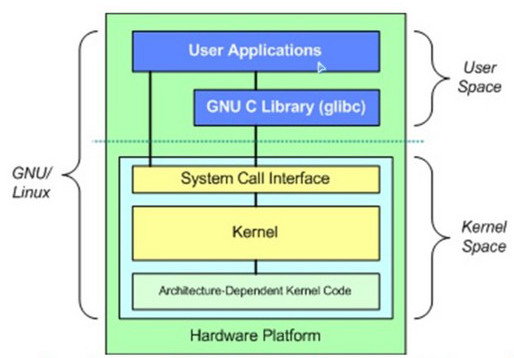 User Applications
GNU C Library (glibc)
User
Space
GNU/
Linux
System Call Interface
Kernel
Kernel
Space
Architecture-Dependent Kernel Code
Hardware Platform